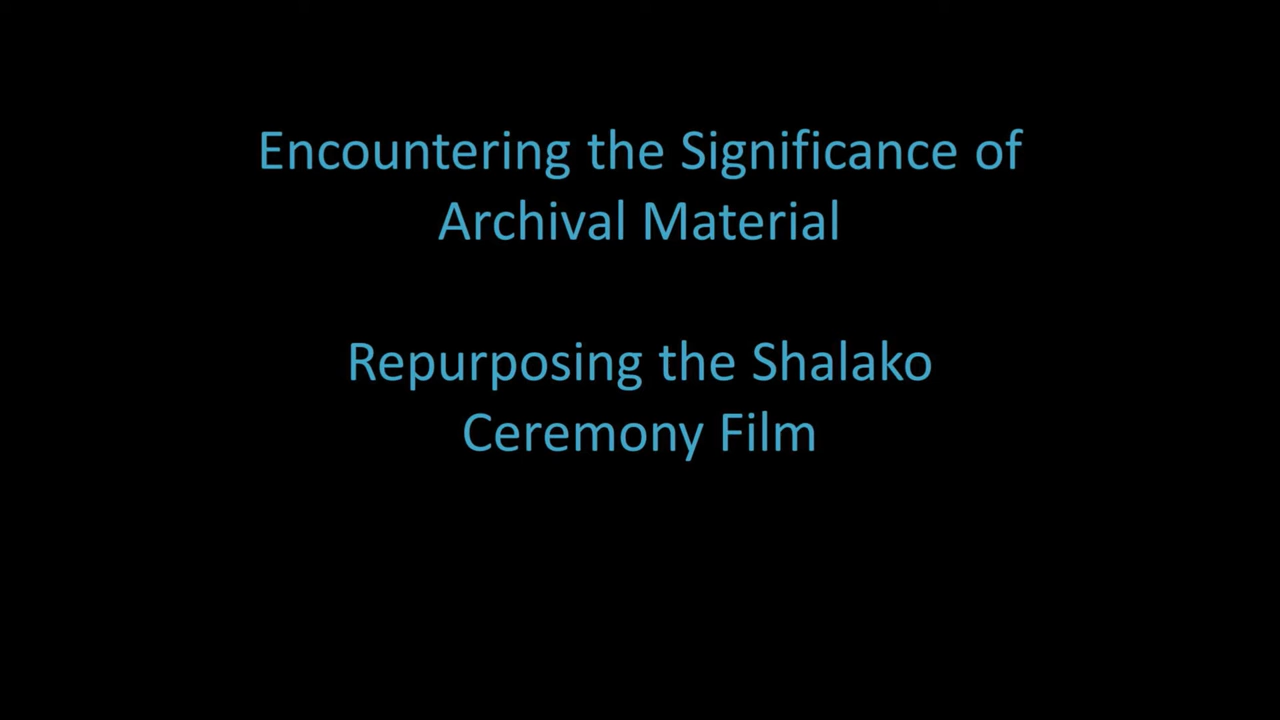 Encountering the Significance of
Archival Material
Repurposing the Shalako
Ceremony Film